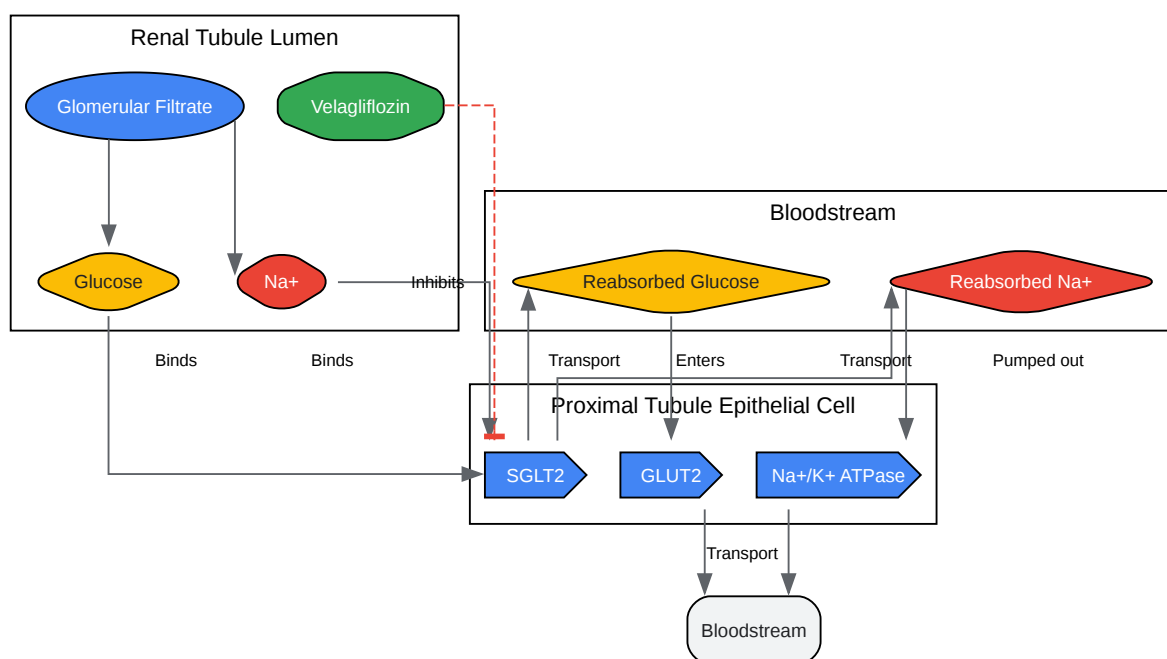 Renal Tubule Lumen
Glomerular Filtrate
Velagliflozin
Bloodstream
Glucose
Na+
Inhibits
Reabsorbed Glucose
Reabsorbed Na+
Binds
Binds
Transport
Enters
Transport
Pumped out
Proximal Tubule Epithelial Cell
SGLT2
GLUT2
Na+/K+ ATPase
Transport
Bloodstream